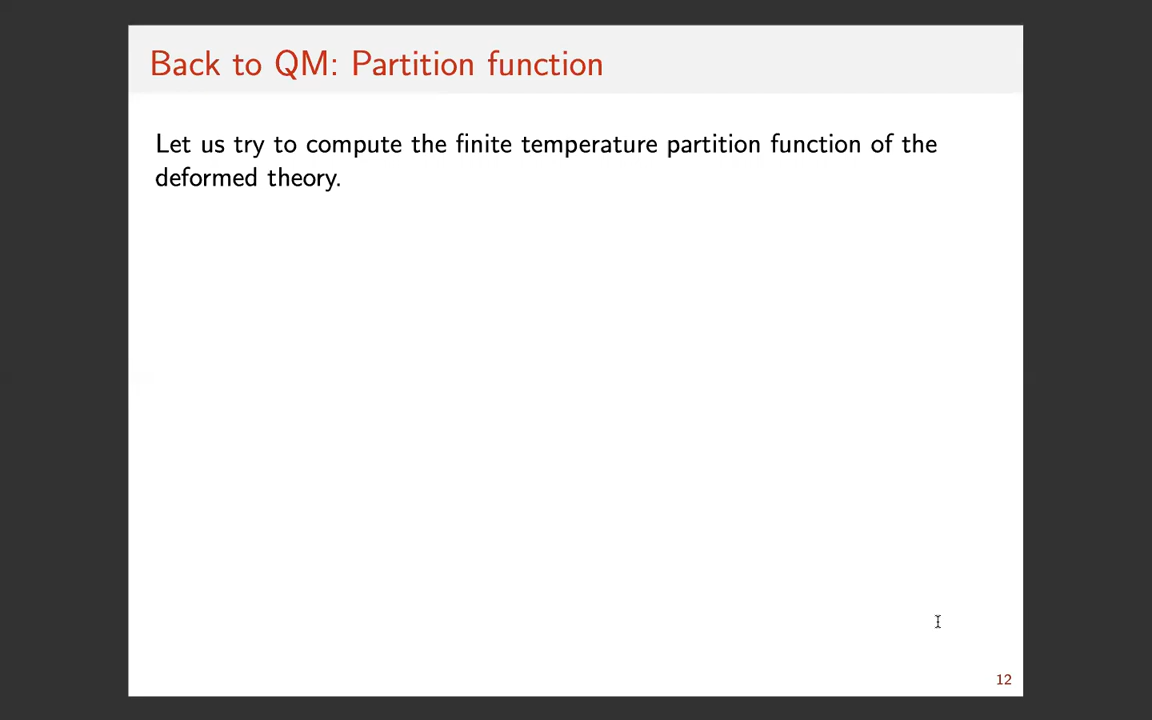 Back to QM: Partition function
Let us try to compute the finite temperature partition function of the
deformed theory.
12